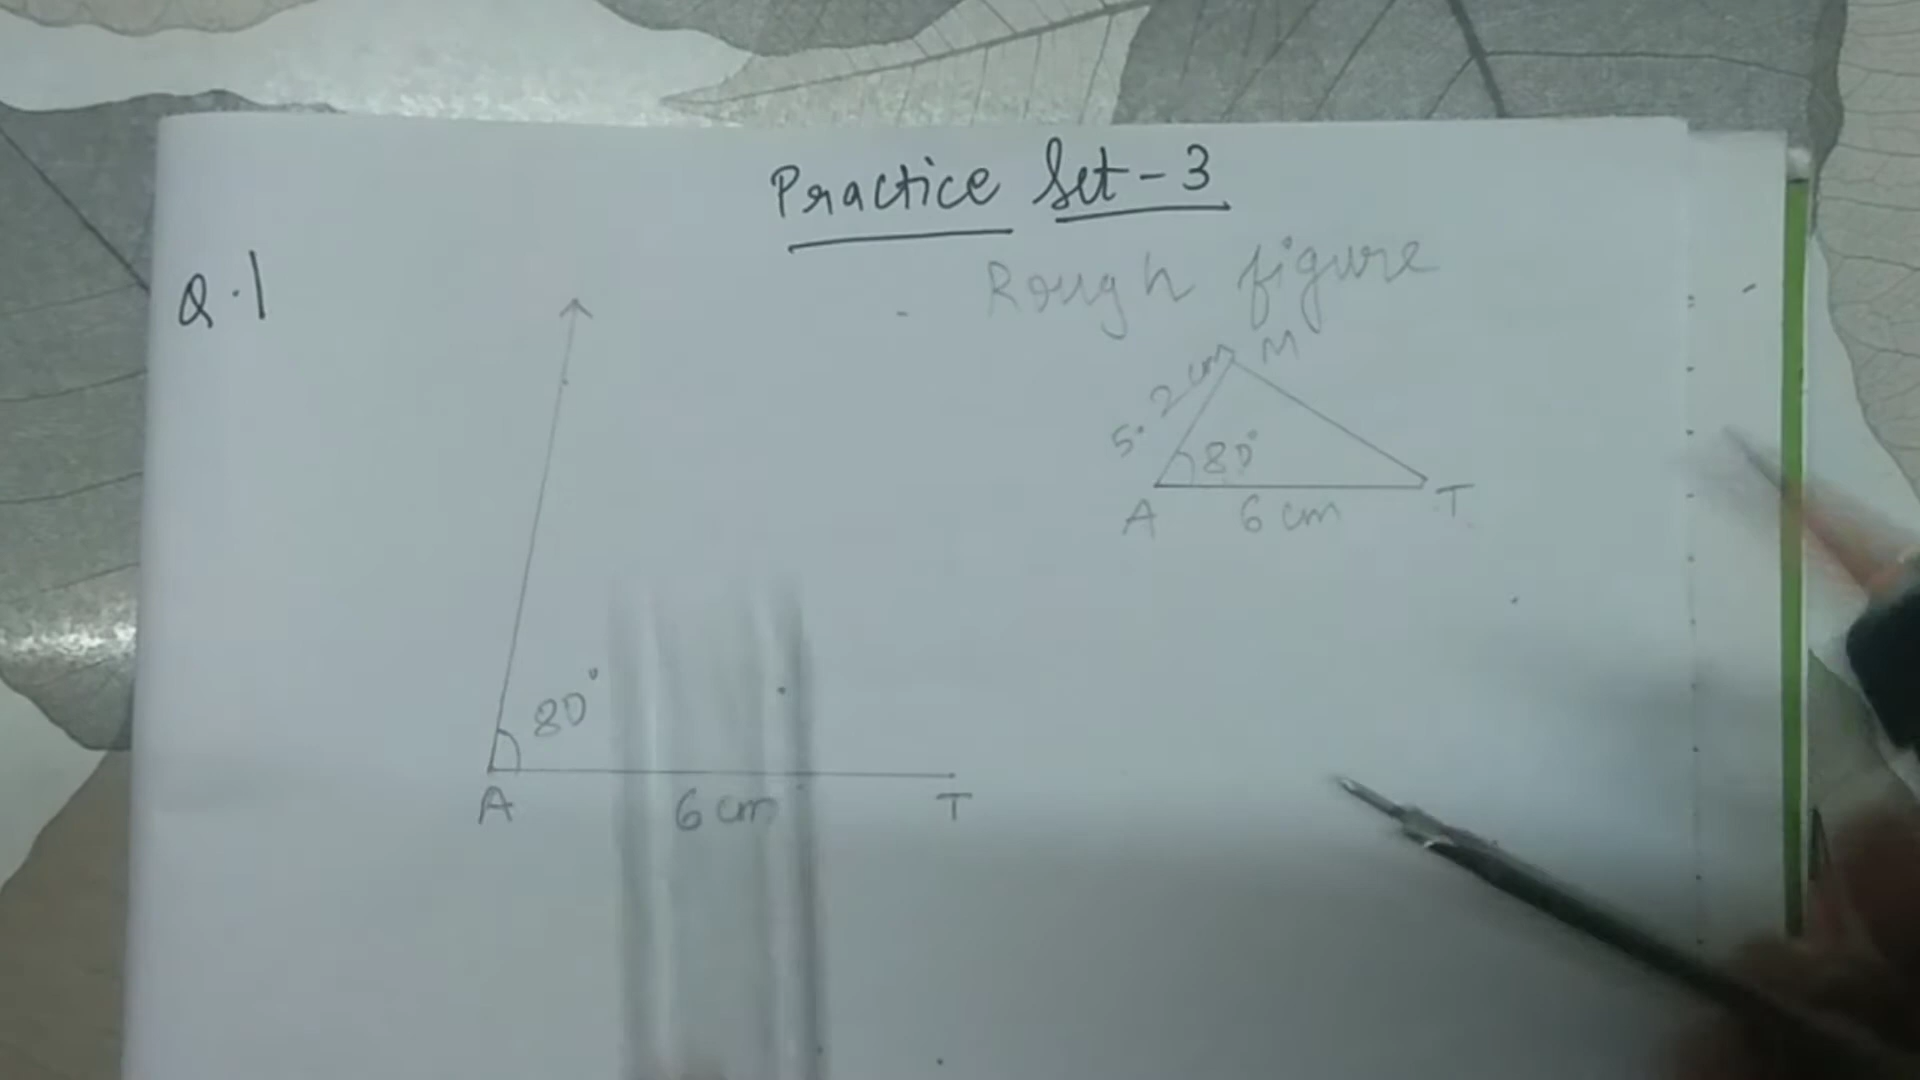 Practice Set - 3
Q.1
Rough figure
M
5.2 cm
80°
A 6 cm T
80°
A 6 cm T